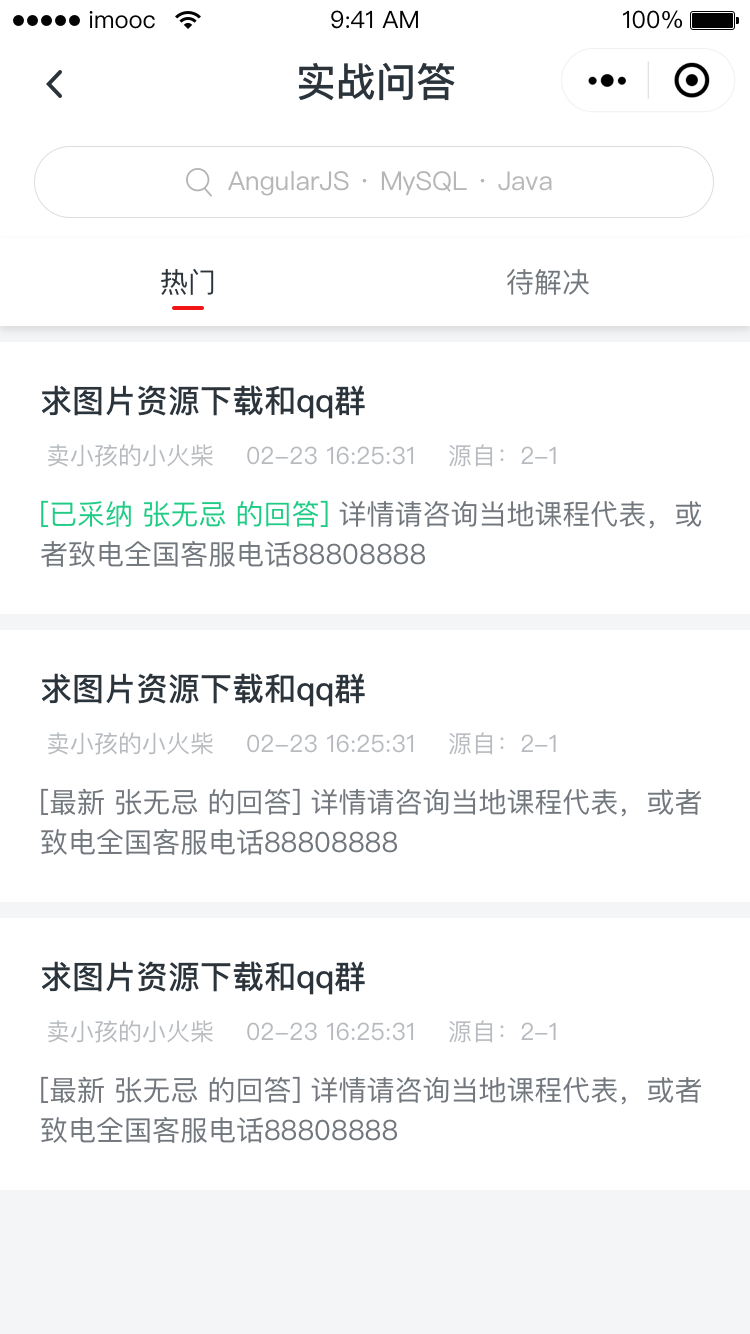 imooc 9:41 AM 100%
实战问答
AngularJS · MySQL · Java
热门 待解决
求图片资源下载和qq群
卖小孩的小火柴 02-23 16:25:31 源自：2-1
[已采纳 张无忌 的回答] 详情请咨询当地课程代表，或
者致电全国客服电话88808888
求图片资源下载和qq群
卖小孩的小火柴 02-23 16:25:31 源自：2-1
[最新 张无忌 的回答] 详情请咨询当地课程代表，或者
致电全国客服电话88808888
求图片资源下载和qq群
卖小孩的小火柴 02-23 16:25:31 源自：2-1
[最新 张无忌 的回答] 详情请咨询当地课程代表，或者
致电全国客服电话88808888